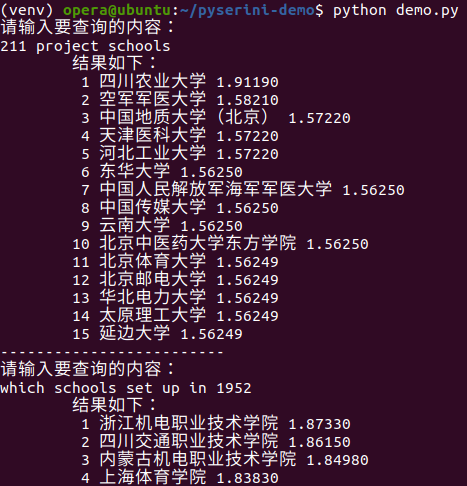 (venv) opera@ubuntu:~/pyserini-demo$ python demo.py
请输入要查询的内容：
211 project schools
结果如下：
1 四川农业大学 1.91190
2 空军军医大学 1.58210
3 中国地质大学（北京） 1.57220
4 天津医科大学 1.57220
5 河北工业大学 1.57220
6 东华大学 1.56250
7 中国人民解放军海军军医大学 1.56250
8 中国传媒大学 1.56250
9 云南大学 1.56250
10 北京中医药大学东方学院 1.56250
11 北京体育大学 1.56249
12 北京邮电大学 1.56249
13 华北电力大学 1.56249
14 太原理工大学 1.56249
15 延边大学 1.56249
-------------------------
请输入要查询的内容：
which schools set up in 1952
结果如下：
1 浙江机电职业技术学院 1.87330
2 四川交通职业技术学院 1.86150
3 内蒙古机电职业技术学院 1.84980
4 上海体育学院 1.83830